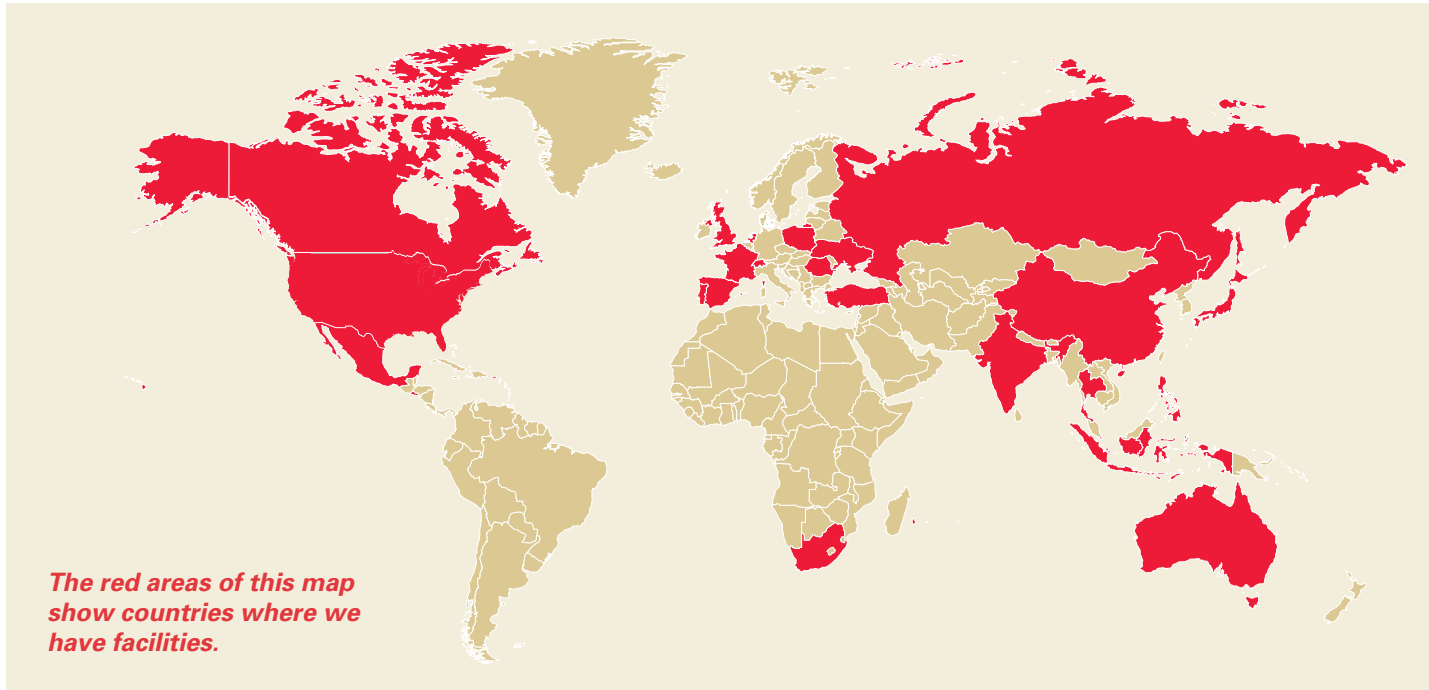 The red areas of this map
show countries where we
have facilities.